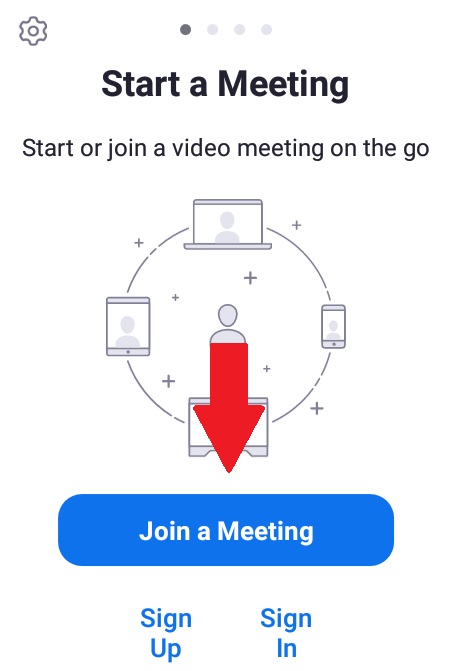 Start a Meeting
Start or join a video meeting on the go
Join a Meeting
Sign Up
Sign In